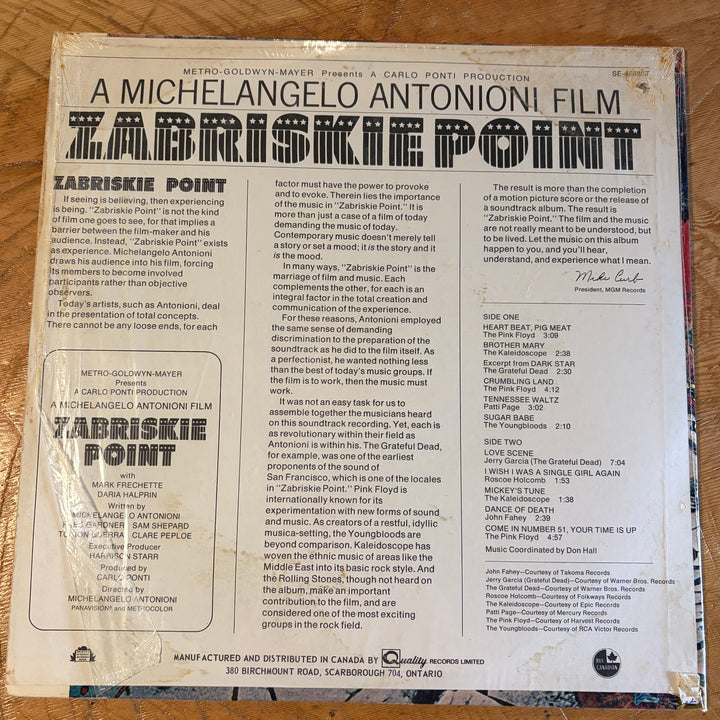 METRO-GOLDWYN-MAYER Presents A CARLO PONTI PRODUCTION
A MICHELANGELO ANTONIONI FILM
ZABRISKIE POINT
ZABRISKIE POINT
If seeing is believing, then experiencing
is being. "Zabriskie Point" is not the kind
of film one goes to see, for that implies a
barrier between the film-maker and his
audience. Instead, "Zabriskie Point" exists
as experience. Michelangelo Antonioni
draws his audience into his film, forcing
its members to become involved
participants rather than objective
observers.
Today's artists, such as Antonioni, deal
in the presentation of total concepts.
There cannot be any loose ends, for each
METRO-GOLDWYN-MAYER
Presents
A CARLO PONTI PRODUCTION
A MICHELANGELO ANTONIONI FILM
ZABRISKIE
POINT
with
MARK FRECHETTE
DARIA HALPRIN
Written by
MICHELANGELO ANTONIONI
FRED GARDNER SAM SHEPARD
TONINO GUERRA CLARE PEPLOE
Executive Producer
HARRISON STARR
Produced by
CARLO PONTI
Directed by
MICHELANGELO ANTONIONI
PANAVISION® and METROCOLOR
factor must have the power to provoke
and to evoke. Therein lies the importance
of the music in "Zabriskie Point." It is
more than just a case of a film of today
demanding the music of today.
Contemporary music doesn't merely tell
a story or set a mood; it is the story and it
is the mood.
In many ways, "Zabriskie Point" is the
marriage of film and music. Each
complements the other, for each is an
integral factor in the total creation and
communication of the experience.
For these reasons, Antonioni employed
the same sense of demanding
discrimination to the preparation of the
soundtrack as he did to the film itself. As
a perfectionist, he wanted nothing less
than the best of today's music groups. If
the film is to work, then the music must
work.
It was not an easy task for us to
assemble together the musicians heard
on this soundtrack recording. Yet, each is
as revolutionary within their field as
Antonioni is within his. The Grateful Dead,
for example, was one of the earliest
proponents of the sound of
San Francisco, which is one of the locales
in "Zabriskie Point." Pink Floyd is
internationally known for its
experimentation with new forms of sound
and music. As creators of a restful, idyllic
musica-setting, the Youngbloods are
beyond comparison. Kaleidoscope has
woven the ethnic music of areas like the
Middle East into its basic rock style. And
the Rolling Stones, though not heard on
the album, make an important
contribution to the film, and are
considered one of the most exciting
groups in the rock field.
The result is more than the completion
of a motion picture score or the release of
a soundtrack album. The result is
"Zabriskie Point." The film and the music
are not really meant to be understood, but
to be lived. Let the music on this album
happen to you, and you'll hear,
understand, and experience what I mean.
Mike Curb
President, MGM Records
SIDE ONE
HEART BEAT, PIG MEAT
The Pink Floyd 3:09
BROTHER MARY
The Kaleidoscope 2:38
Excerpt from DARK STAR
The Grateful Dead 2:30
CRUMBLING LAND
The Pink Floyd 4:12
TENNESSEE WALTZ
Patti Page 3:02
SUGAR BABE
The Youngbloods 2:10
SIDE TWO
LOVE SCENE
Jerry Garcia (The Grateful Dead) 7:04
I WISH I WAS A SINGLE GIRL AGAIN
Roscoe Holcomb 1:53
MICKEY'S TUNE
The Kaleidoscope 1:38
DANCE OF DEATH
John Fahey 2:39
COME IN NUMBER 51, YOUR TIME IS UP
The Pink Floyd 4:57
Music Coordinated by Don Hall
John Fahey—Courtesy of Takoma Records
Jerry Garcia (Grateful Dead)—Courtesy of Warner Bros. Records
The Grateful Dead—Courtesy of Warner Bros. Records
Roscoe Holcomb—Courtesy of Folkways Records
The Kaleidoscope—Courtesy of Epic Records
Patti Page—Courtesy of Mercury Records
The Pink Floyd—Courtesy of Harvest Records
The Youngbloods—Courtesy of RCA Victor Records
MANUFACTURED AND DISTRIBUTED IN CANADA BY Quality RECORDS LIMITED
380 BIRCHMOUNT ROAD, SCARBOROUGH 704, ONTARIO